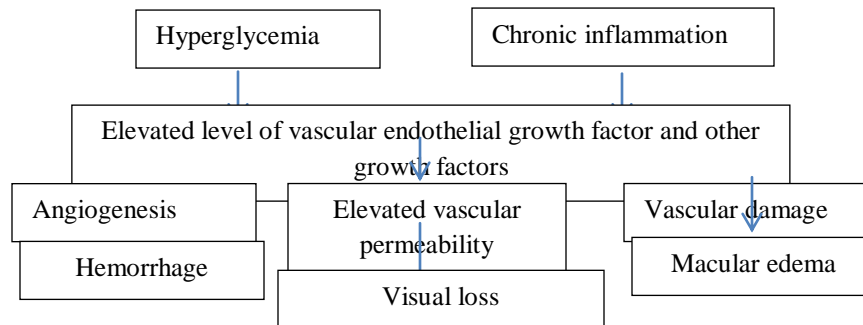 Hyperglycemia
Chronic inflammation
Elevated level of vascular endothelial growth factor and other
growth factors
Angiogenesis
Elevated vascular
permeability
Vascular damage
Hemorrhage
Macular edema
Visual loss